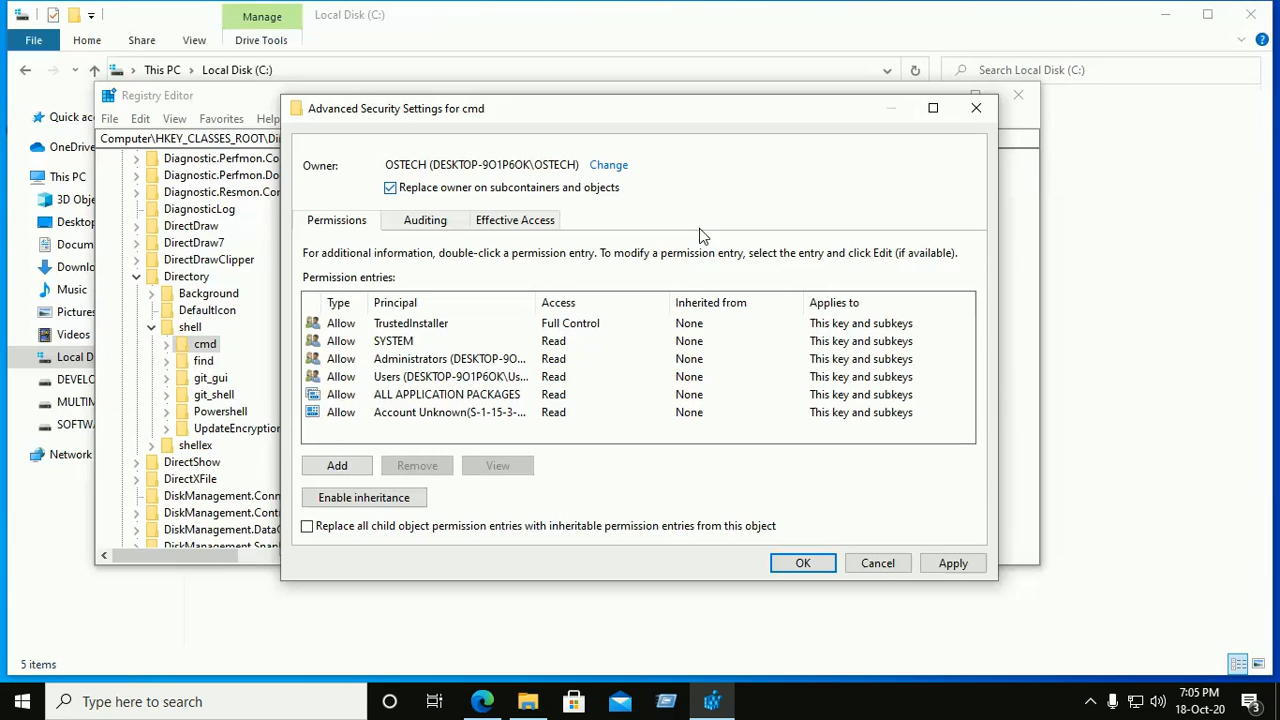 Manage
Local Disk (C:)
File
Home
Share
View
Drive Tools
This PC
Local Disk (C:)
Search Local Disk (C:)
Quick acc
OneDrive
This PC
3D Obje
Desktop
Docum
Downlo
Music
Pictures
Videos
Local D
DEVELO
MULTIM
SOFTW
Network
Registry Editor
File
Edit
View
Favorites
Help
Computer\HKEY_CLASSES_ROOT\Dir
Diagnostic.Perfmon.Co
Diagnostic.Perfmon.Do
Diagnostic.Resmon.Con
DiagnosticLog
DirectDraw
DirectDraw7
DirectDrawClipper
Directory
Background
DefaultIcon
shell
cmd
find
git_gui
git_shell
Powershell
UpdateEncryption
shellex
DirectShow
DirectXFile
DiskManagement.Conn
DiskManagement.Contr
DiskManagement.DataC
DiskManagement.Snap
Advanced Security Settings for cmd
Owner:
OSTECH (DESKTOP-9O1P6OK\OSTECH)
Change
Replace owner on subcontainers and objects
Permissions
Auditing
Effective Access
For additional information, double-click a permission entry. To modify a permission entry, select the entry and click Edit (if available).
Permission entries:
Type Principal Access Inherited from Applies to
Allow TrustedInstaller Full Control None This key and subkeys
Allow SYSTEM Read None This key and subkeys
Allow Administrators (DESKTOP-9O... Read None This key and subkeys
Allow Users (DESKTOP-9O1P6OK\Us... Read None This key and subkeys
Allow ALL APPLICATION PACKAGES Read None This key and subkeys
Allow Account Unknown(S-1-15-3-... Read None This key and subkeys
Add
Remove
View
Enable inheritance
Replace all child object permission entries with inheritable permission entries from this object
OK
Cancel
Apply
5 items
Type here to search
7:05 PM
18-Oct-20
3